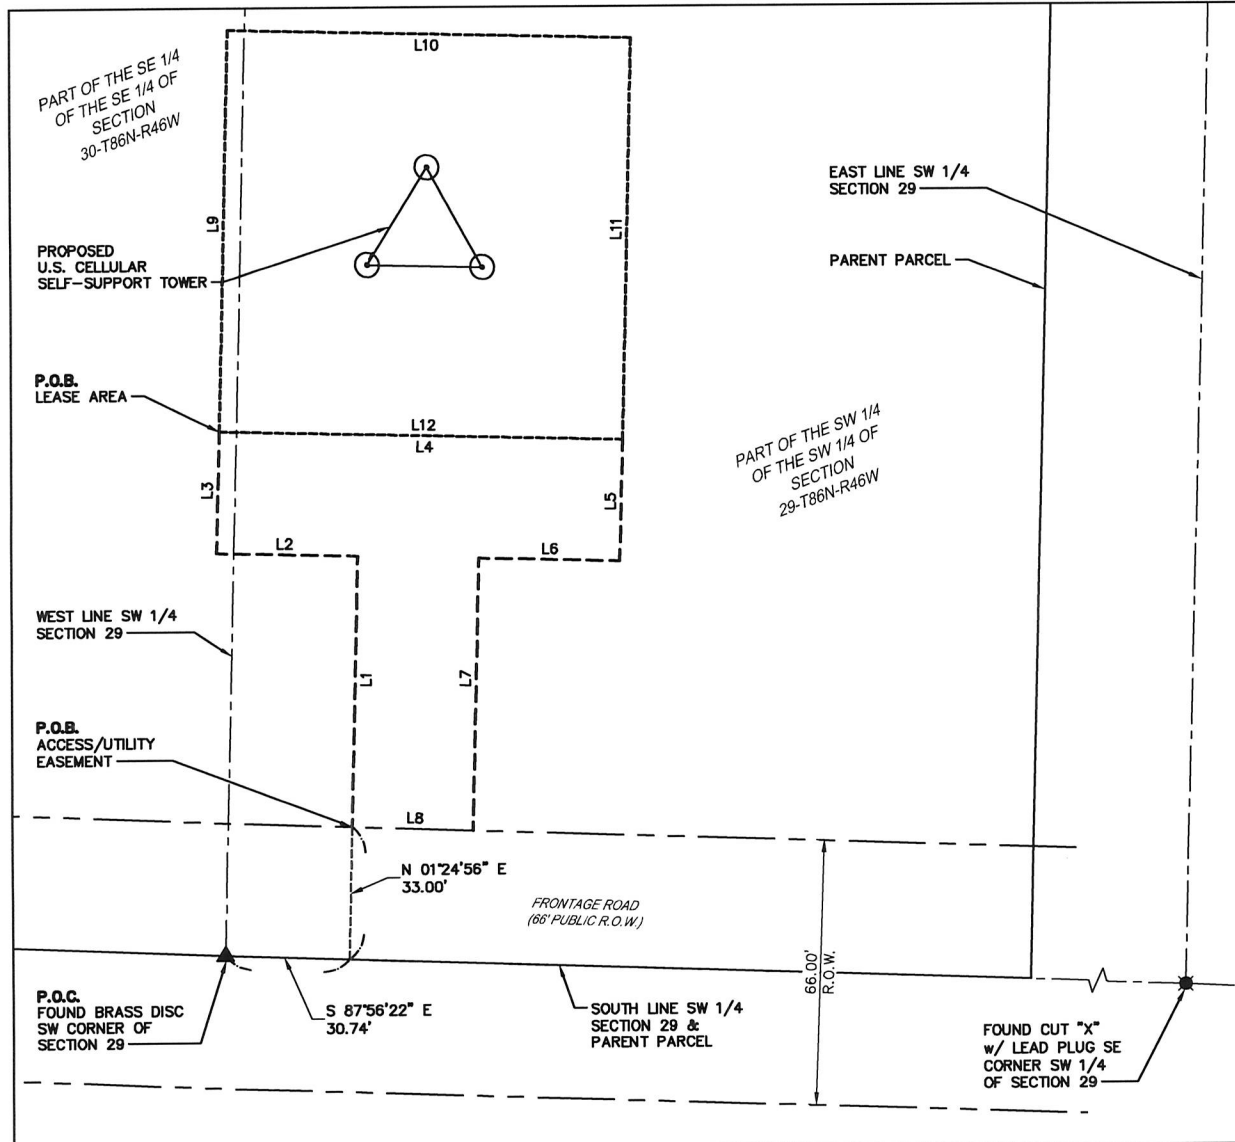 PART OF THE SE 1/4
OF THE SE 1/4 OF
SECTION
30-T86N-R46W
L10
L9
L11
PROPOSED
U.S. CELLULAR
SELF-SUPPORT TOWER
EAST LINE SW 1/4
SECTION 29
PARENT PARCEL
P.O.B.
LEASE AREA
L12
L4
PART OF THE SW 1/4
OF THE SW 1/4 OF
SECTION
29-T86N-R46W
L3
L5
L2
L6
WEST LINE SW 1/4
SECTION 29
L1
L7
P.O.B.
ACCESS/UTILITY
EASEMENT
L8
N 01°24'56" E
33.00'
FRONTAGE ROAD
(66' PUBLIC R.O.W.)
66.00'
R.O.W.
P.O.C.
FOUND BRASS DISC
SW CORNER OF
SECTION 29
S 87°56'22" E
30.74'
SOUTH LINE SW 1/4
SECTION 29 &
PARENT PARCEL
FOUND CUT "X"
w/ LEAD PLUG SE
CORNER SW 1/4
OF SECTION 29